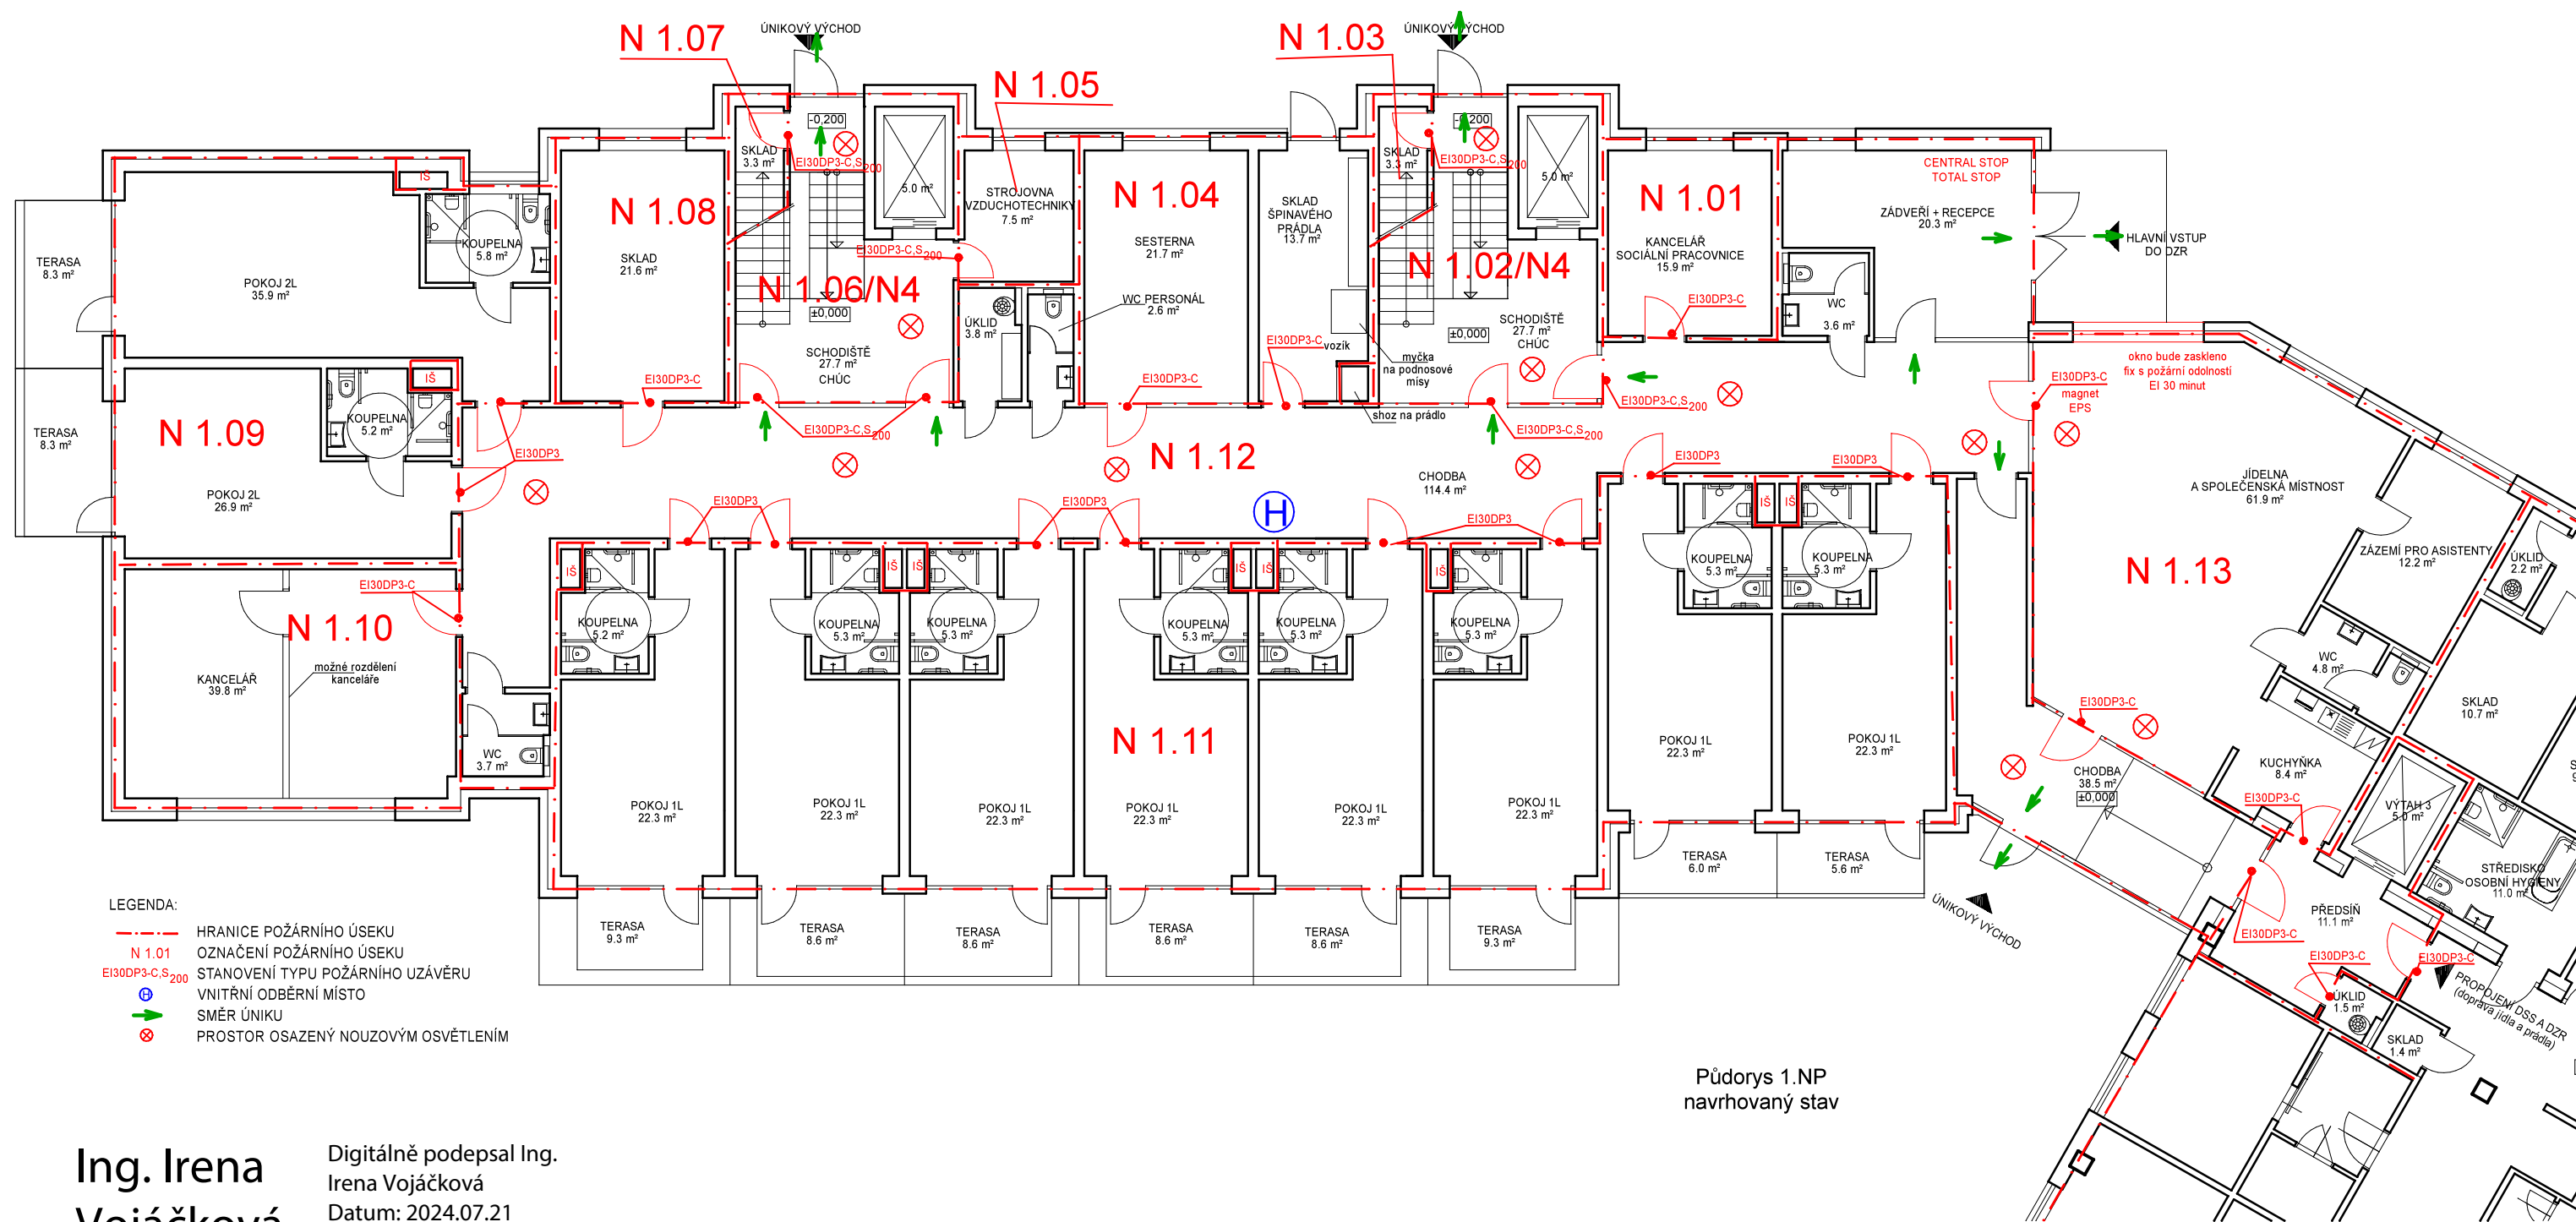 N 1.07
ÚNIKOVÝ VÝCHOD
N 1.03
ÚNIKOVÝ VÝCHOD
N 1.05
-0,200
-0,200
SKLAD
3.3 m²
EI30DP3-C,S200
5.0 m²
SKLAD
3.3 m²
EI30DP3-C,S200
5.0 m²
CENTRAL STOP
TOTAL STOP
IŠ
N 1.08
STROJOVNA
VZDUCHOTECHNIKY
7.5 m²
N 1.04
SKLAD
ŠPINAVÉHO
PRÁDLA
13.7 m²
N 1.01
ZÁDVEŘÍ + RECEPCE
20.3 m²
HLAVNÍ VSTUP
DO DZR
KOUPELNA
5.8 m²
TERASA
8.3 m²
POKOJ 2L
35.9 m²
SKLAD
21.6 m²
EI30DP3-C,S200
SESTERNA
21.7 m²
KANCELÁŘ
SOCIÁLNÍ PRACOVNICE
15.9 m²
N 1.06/N4
N 1.02/N4
WC PERSONÁL
2.6 m²
EI30DP3-C
WC
3.6 m²
±0,000
ÚKLID
3.8 m²
±0,000
SCHODIŠTĚ
27.7 m²
CHÚC
SCHODIŠTĚ
27.7 m²
CHÚC
EI30DP3-C
vozík
myčka
na podnosové
mísy
okno bude zaskleno
fix s požární odolností
EI 30 minut
IŠ
EI30DP3-C
EI30DP3-C
EI30DP3-C
magnet
EPS
EI30DP3-C,S200
shoz na prádlo
KOUPELNA
5.2 m²
TERASA
8.3 m²
N 1.09
EI30DP3-C,S200
EI30DP3-C,S200
EI30DP3
N 1.12
EI30DP3
EI30DP3
CHODBA
114.4 m²
JÍDELNA
A SPOLEČENSKÁ MÍSTNOST
61.9 m²
POKOJ 2L
26.9 m²
EI30DP3
EI30DP3
EI30DP3
H
IŠ
IŠ
ZÁZEMÍ PRO ASISTENTY
12.2 m²
ÚKLID
2.2 m²
KOUPELNA
5.3 m²
KOUPELNA
5.3 m²
N 1.13
IŠ
IŠ
IŠ
IŠ
IŠ
IŠ
EI30DP3-C
N 1.10
KOUPELNA
5.2 m²
KOUPELNA
5.3 m²
KOUPELNA
5.3 m²
KOUPELNA
5.3 m²
KOUPELNA
5.3 m²
KOUPELNA
5.3 m²
WC
4.8 m²
možné rozdělení
kanceláře
KANCELÁŘ
39.8 m²
SKLAD
10.7 m²
EI30DP3-C
N 1.11
POKOJ 1L
22.3 m²
POKOJ 1L
22.3 m²
WC
3.7 m²
CHODBA
38.5 m²
±0,000
KUCHYŇKA
8.4 m²
EI30DP3-C
VÝTAH 3
5.0 m²
POKOJ 1L
22.3 m²
POKOJ 1L
22.3 m²
POKOJ 1L
22.3 m²
POKOJ 1L
22.3 m²
POKOJ 1L
22.3 m²
POKOJ 1L
22.3 m²
TERASA
6.0 m²
TERASA
5.6 m²
STŘEDISKO
OSOBNÍ HYGIENY
11.0 m²
ÚNIKOVÝ VÝCHOD
PŘEDSÍŇ
11.1 m²
EI30DP3-C
TERASA
9.3 m²
TERASA
8.6 m²
TERASA
8.6 m²
TERASA
8.6 m²
TERASA
8.6 m²
TERASA
9.3 m²
EI30DP3-C
EI30DP3-C
PROPOJENÍ DSS A DZR
(doprava jídla a prádla)
ÚKLID
1.5 m²
SKLAD
1.4 m²
LEGENDA:
HRANICE POŽÁRNÍHO ÚSEKU
N 1.01 OZNAČENÍ POŽÁRNÍHO ÚSEKU
EI30DP3-C,S200 STANOVENÍ TYPU POŽÁRNÍHO UZÁVĚRU
H VNITŘNÍ ODBĚRNÍ MÍSTO
SMĚR ÚNIKU
PROSTOR OSAZENÝ NOUZOVÝM OSVĚTLENÍM
Půdorys 1.NP
navrhovaný stav
Ing. Irena
Vojáčková
Digitálně podepsal Ing.
Irena Vojáčková
Datum: 2024.07.21